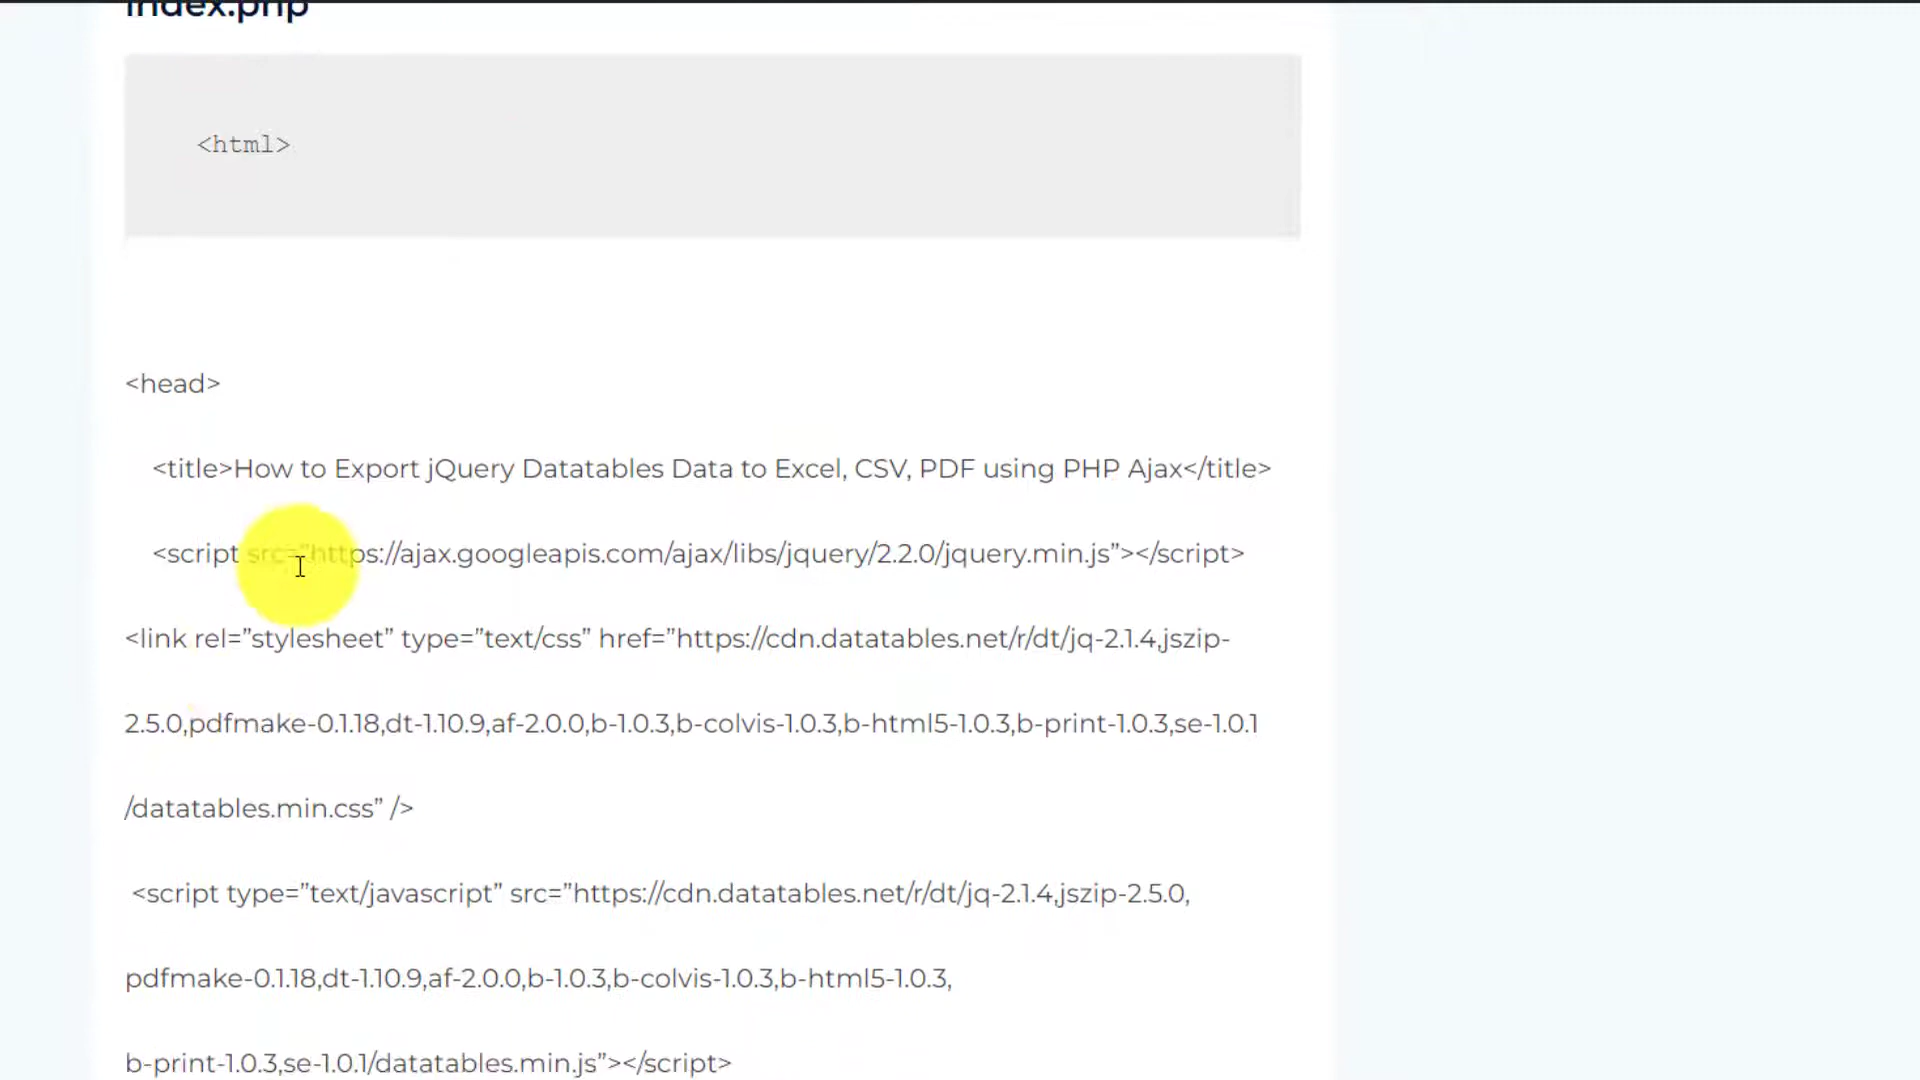 index.php
<html>
<head>
<title>How to Export jQuery Datatables Data to Excel, CSV, PDF using PHP Ajax</title>
<script src=”https://ajax.googleapis.com/ajax/libs/jquery/2.2.0/jquery.min.js”></script>
<link rel=”stylesheet” type=”text/css” href=”https://cdn.datatables.net/r/dt/jq-2.1.4,jszip-
2.5.0,pdfmake-0.1.18,dt-1.10.9,af-2.0.0,b-1.0.3,b-colvis-1.0.3,b-html5-1.0.3,b-print-1.0.3,se-1.0.1
/datatables.min.css” />
<script type=”text/javascript” src=”https://cdn.datatables.net/r/dt/jq-2.1.4,jszip-2.5.0,
pdfmake-0.1.18,dt-1.10.9,af-2.0.0,b-1.0.3,b-colvis-1.0.3,b-html5-1.0.3,
b-print-1.0.3,se-1.0.1/datatables.min.js”></script>